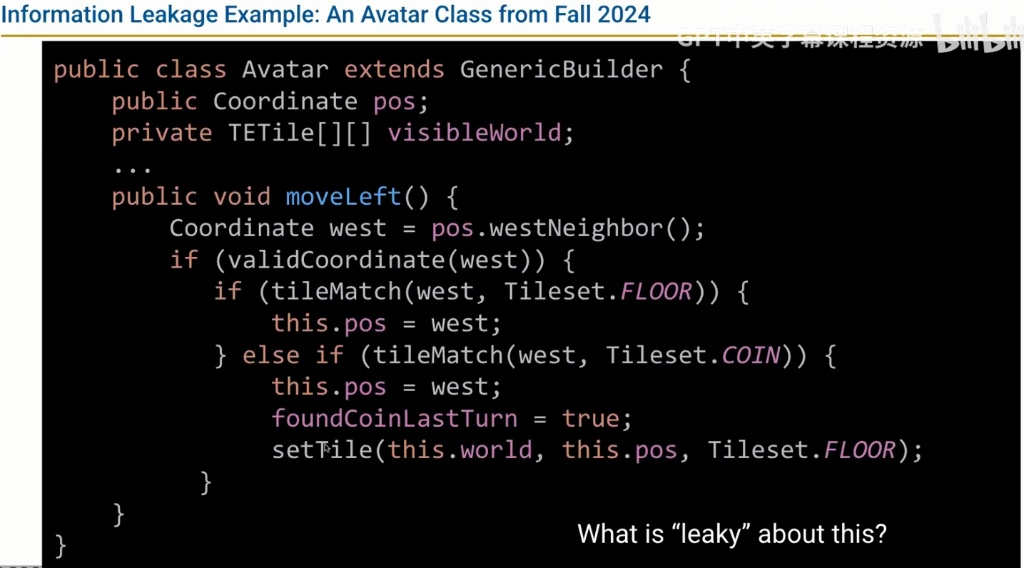 Information Leakage Example: An Avatar Class from Fall 2024
bilibili
public class Avatar extends GenericBuilder {
public Coordinate pos;
private TETile[][] visibleWorld;
...
public void moveLeft() {
Coordinate west = pos.westNeighbor();
if (validCoordinate(west)) {
if (tileMatch(west, Tileset.FLOOR)) {
this.pos = west;
} else if (tileMatch(west, Tileset.COIN)) {
this.pos = west;
foundCoinLastTurn = true;
setTile(this.world, this.pos, Tileset.FLOOR);
}
}
}
What is “leaky” about this?